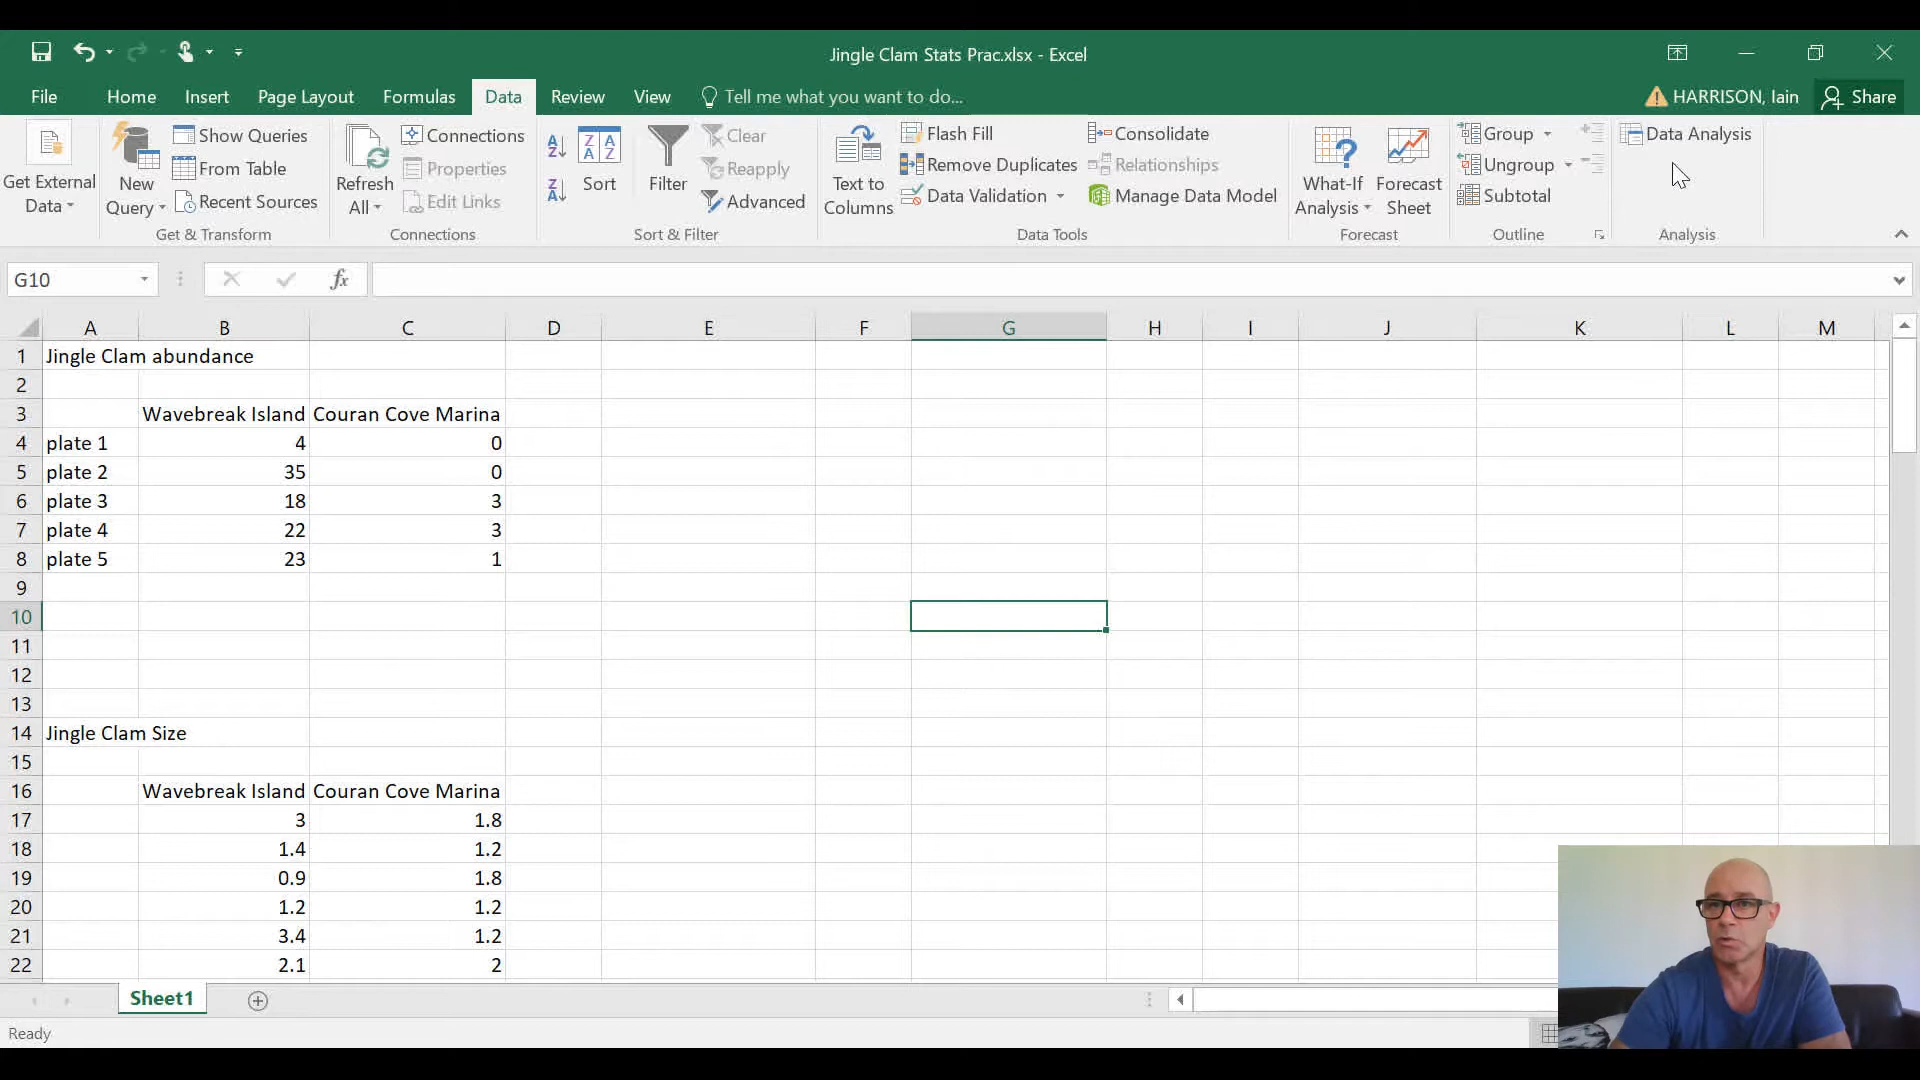 Jingle Clam Stats Prac.xlsx - Excel
File Home Insert Page Layout Formulas Data Review View Tell me what you want to do... HARRISON, Iain Share
Get External Data
New Query
Show Queries
From Table
Recent Sources
Get & Transform
Refresh All
Connections
Properties
Edit Links
Connections
Sort
Filter
Clear
Reapply
Advanced
Sort & Filter
Text to Columns
Flash Fill
Remove Duplicates
Data Validation
Consolidate
Relationships
Manage Data Model
Data Tools
What-If Analysis
Forecast Sheet
Forecast
Group
Ungroup
Subtotal
Outline
Data Analysis
Analysis
G10 fx
A B C D E F G H I J K L M
1 Jingle Clam abundance
2
3 Wavebreak Island Couran Cove Marina
4 plate 1 4 0
5 plate 2 35 0
6 plate 3 18 3
7 plate 4 22 3
8 plate 5 23 1
9
10
11
12
13
14 Jingle Clam Size
15
16 Wavebreak Island Couran Cove Marina
17 3 1.8
18 1.4 1.2
19 0.9 1.8
20 1.2 1.2
21 3.4 1.2
22 2.1 2
Sheet1
Ready